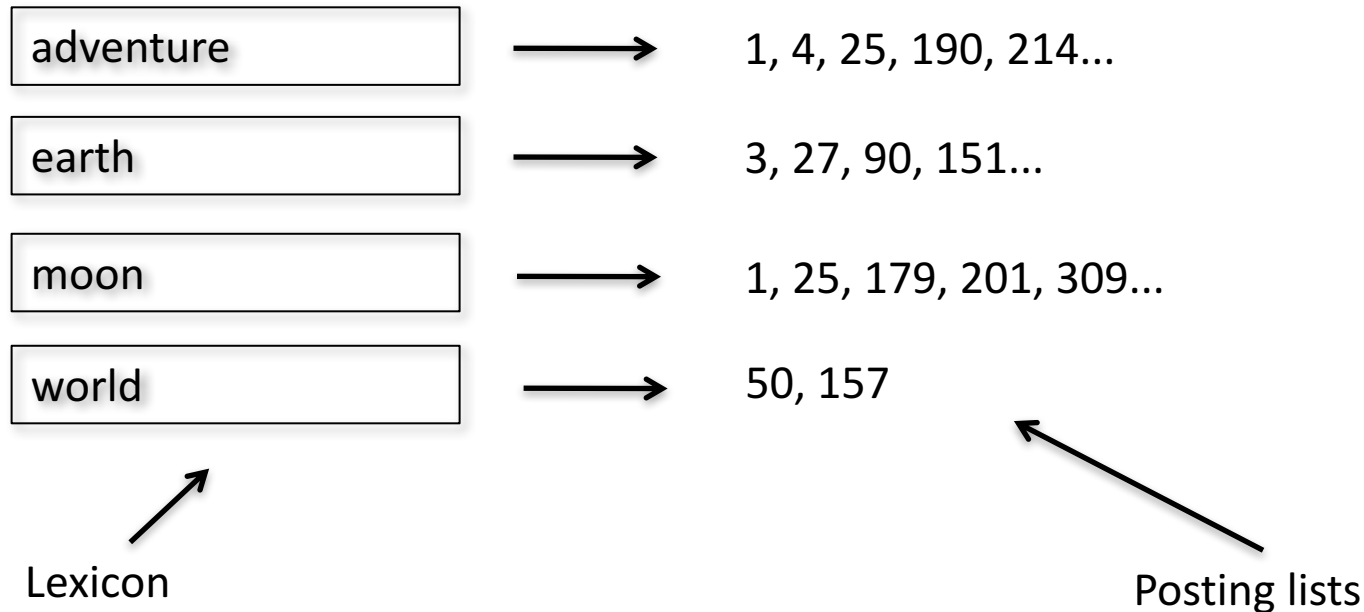 adventure 1, 4, 25, 190, 214...
earth 3, 27, 90, 151...
moon 1, 25, 179, 201, 309...
world 50, 157
Lexicon Posting lists